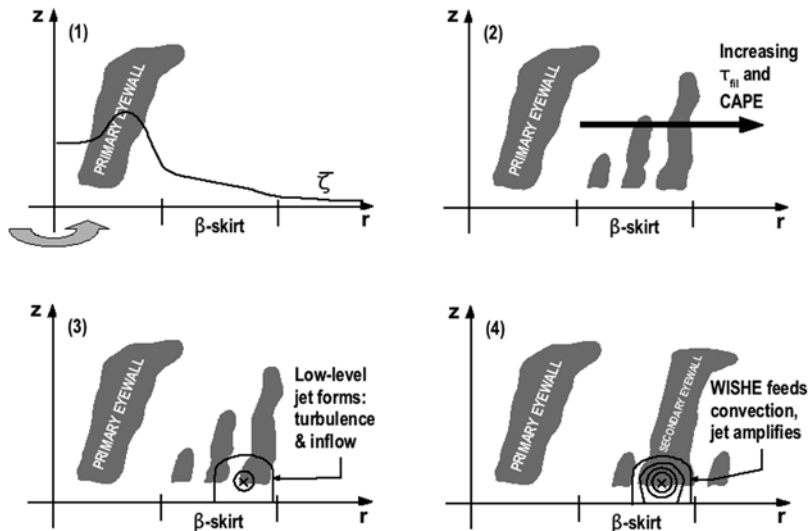 z
(1)
PRIMARY EYEWALL
ζ̅
r
β-skirt
z
(2)
PRIMARY EYEWALL
Increasing
τfil and
CAPE
r
β-skirt
z
(3)
PRIMARY EYEWALL
Low-level
jet forms:
turbulence
& inflow
r
β-skirt
z
(4)
PRIMARY EYEWALL
SECONDARY EYEWALL
WISHE feeds
convection,
jet amplifies
r
β-skirt